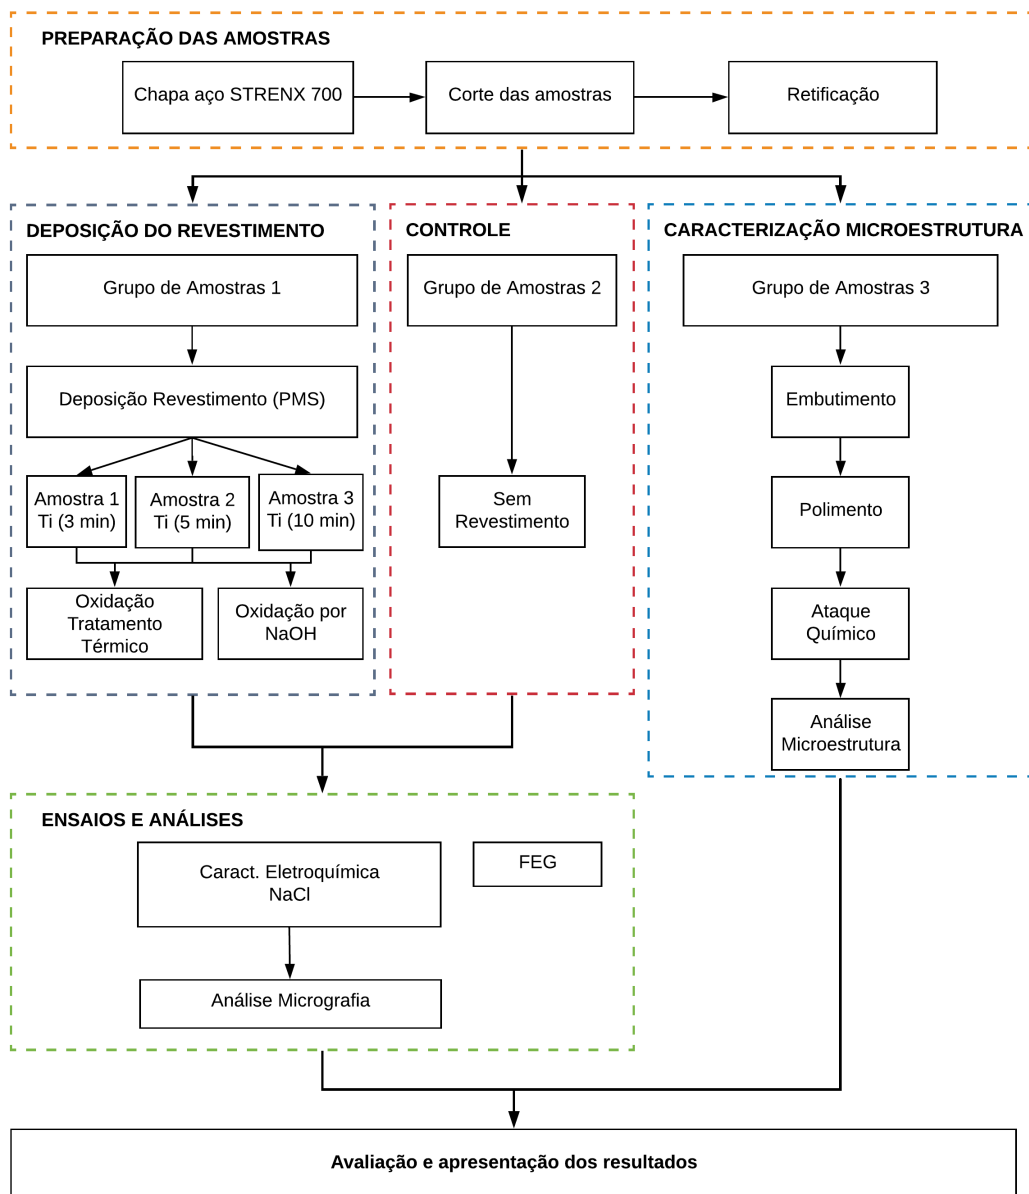 PREPARAÇÃO DAS AMOSTRAS
Chapa aço STRENX 700
Corte das amostras
Retificação
DEPOSIÇÃO DO REVESTIMENTO
Grupo de Amostras 1
Deposição Revestimento (PMS)
Amostra 1
Ti (3 min)
Amostra 2
Ti (5 min)
Amostra 3
Ti (10 min)
Oxidação
Tratamento
Térmico
Oxidação por
NaOH
CONTROLE
Grupo de Amostras 2
Sem
Revestimento
CARACTERIZAÇÃO MICROESTRUTURA
Grupo de Amostras 3
Embutimento
Polimento
Ataque
Químico
Análise
Microestrutura
ENSAIOS E ANÁLISES
Caract. Eletroquímica
NaCl
FEG
Análise Micrografia
Avaliação e apresentação dos resultados